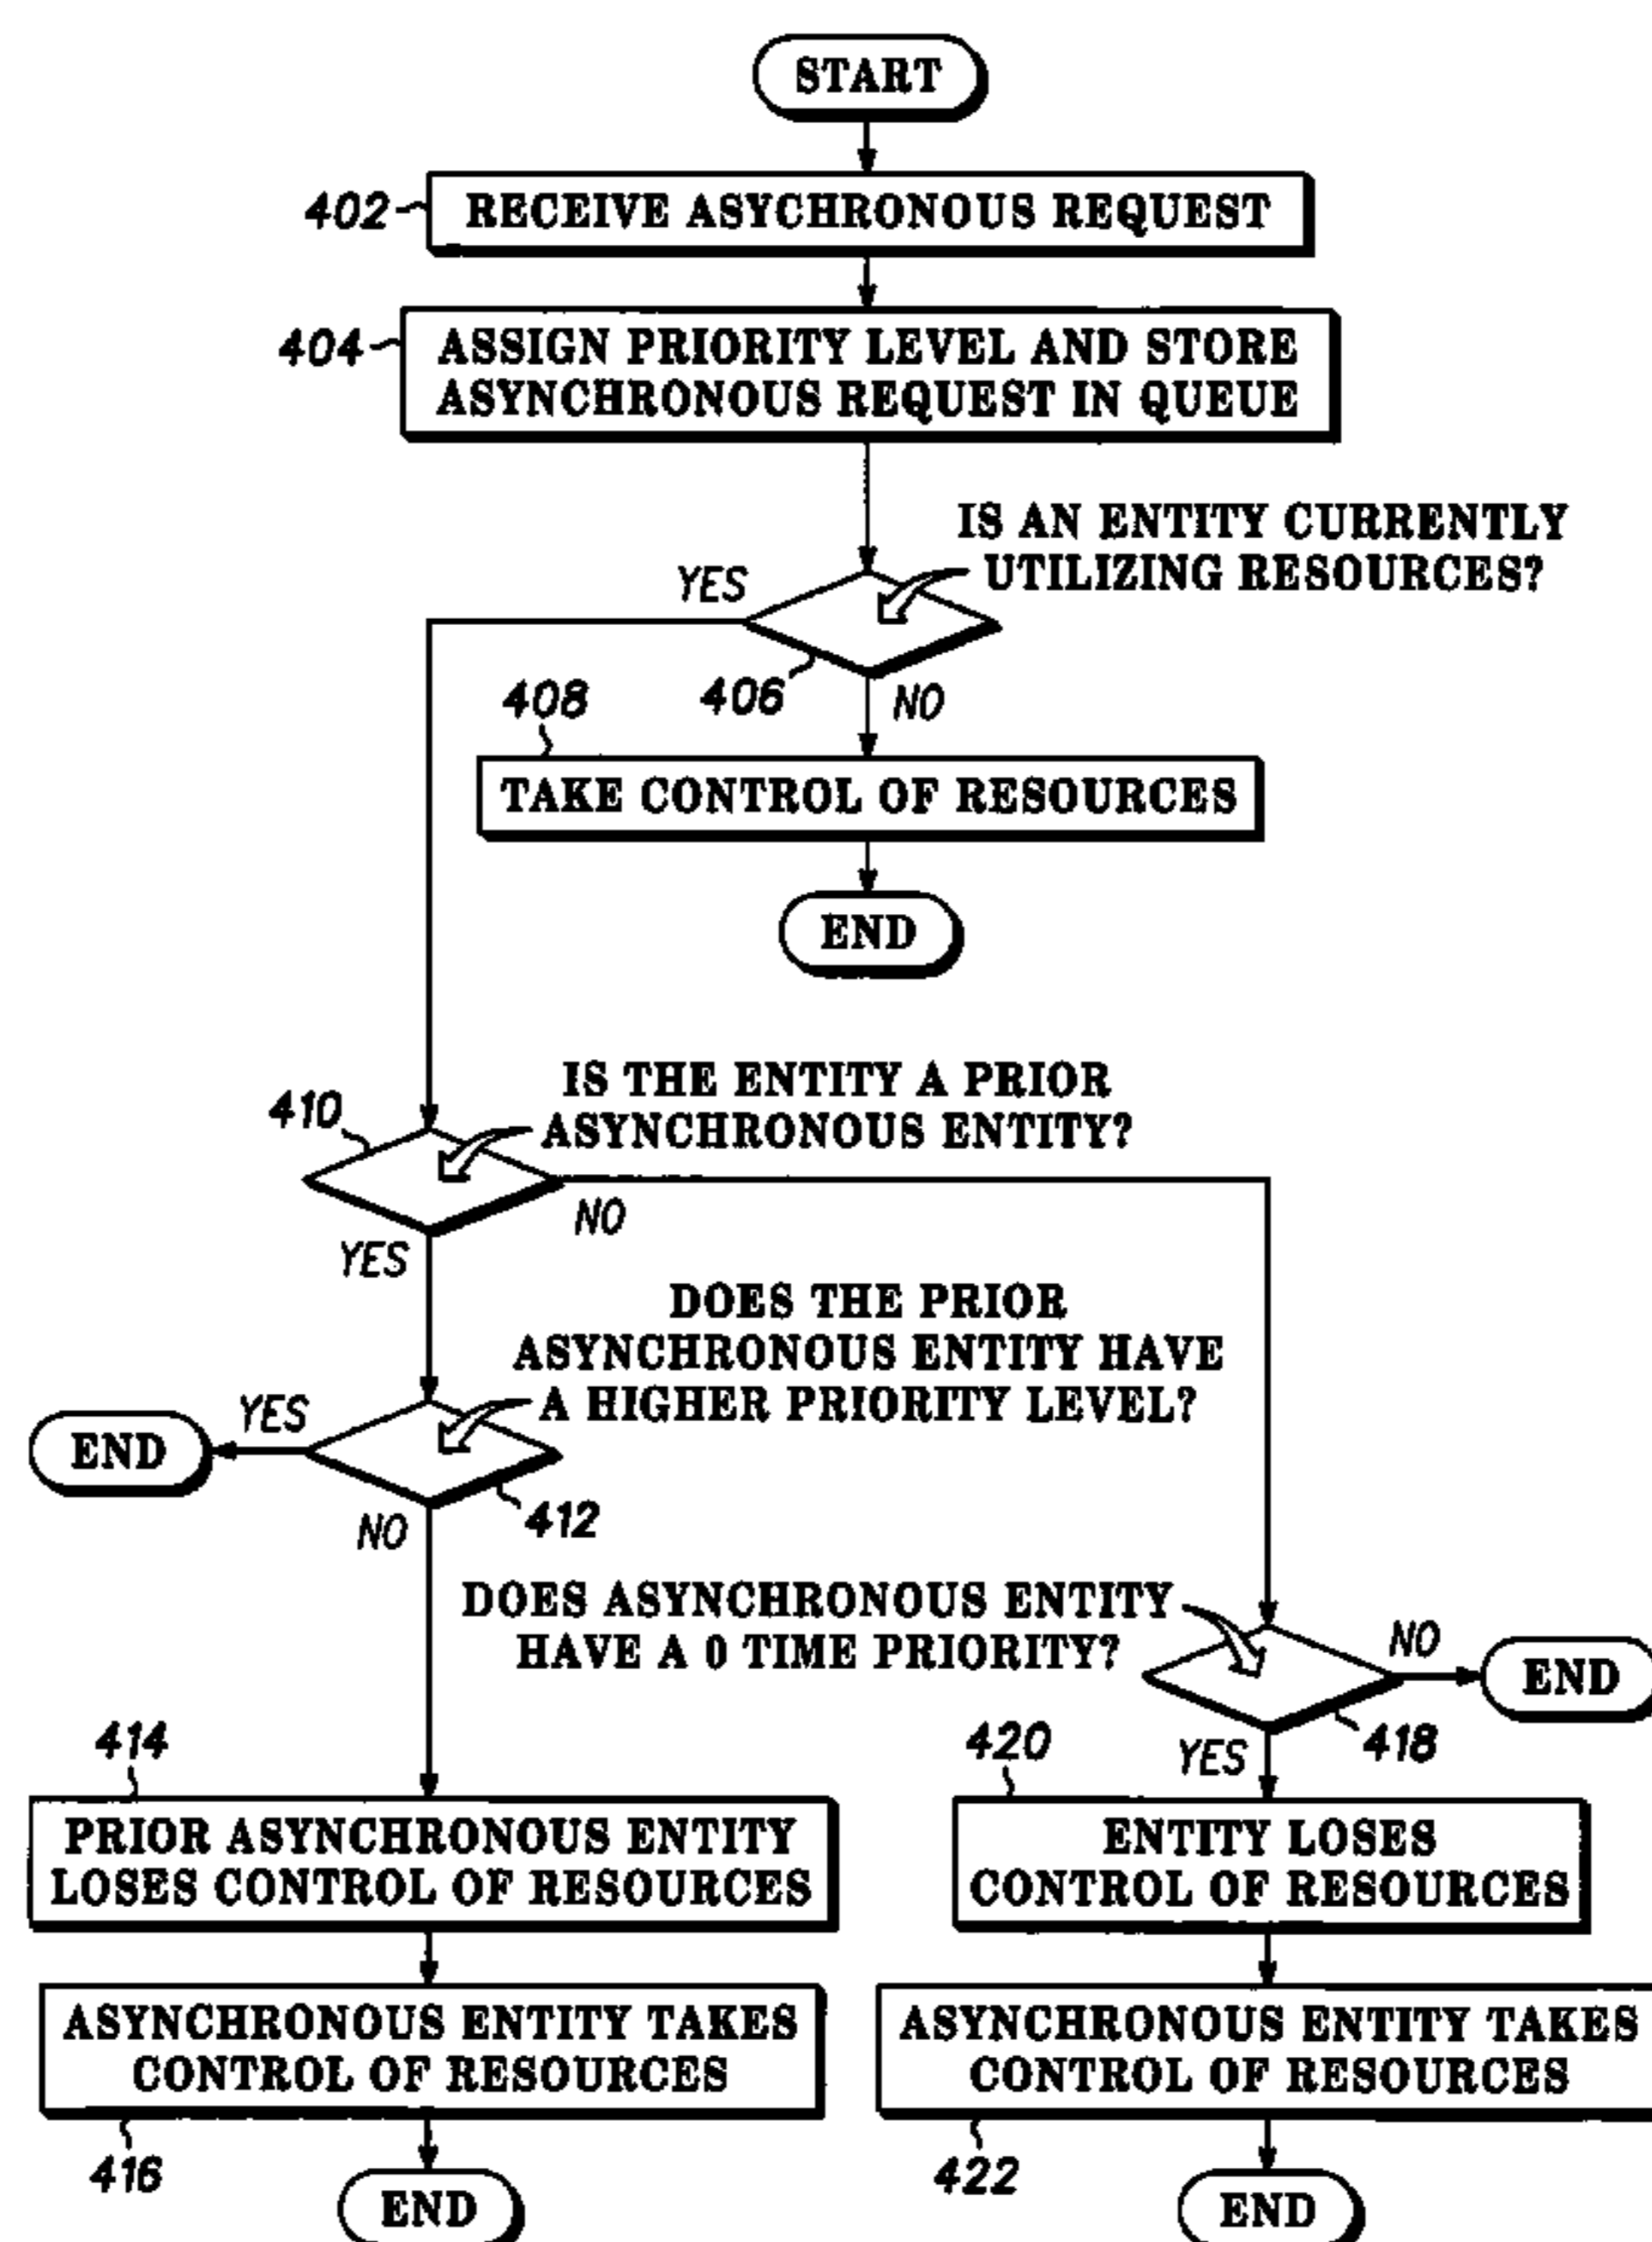 START
402
RECEIVE ASYCHRONOUS REQUEST
404
ASSIGN PRIORITY LEVEL AND STORE
ASYNCHRONOUS REQUEST IN QUEUE
IS AN ENTITY CURRENTLY
UTILIZING RESOURCES?
YES
406
NO
408
TAKE CONTROL OF RESOURCES
END
410
IS THE ENTITY A PRIOR
ASYNCHRONOUS ENTITY?
NO
YES
DOES THE PRIOR
ASYNCHRONOUS ENTITY HAVE
A HIGHER PRIORITY LEVEL?
YES
END
412
NO
DOES ASYNCHRONOUS ENTITY
HAVE A 0 TIME PRIORITY?
NO
END
418
YES
414
PRIOR ASYNCHRONOUS ENTITY
LOSES CONTROL OF RESOURCES
420
ENTITY LOSES
CONTROL OF RESOURCES
ASYNCHRONOUS ENTITY TAKES
CONTROL OF RESOURCES
416
END
ASYNCHRONOUS ENTITY TAKES
CONTROL OF RESOURCES
422
END